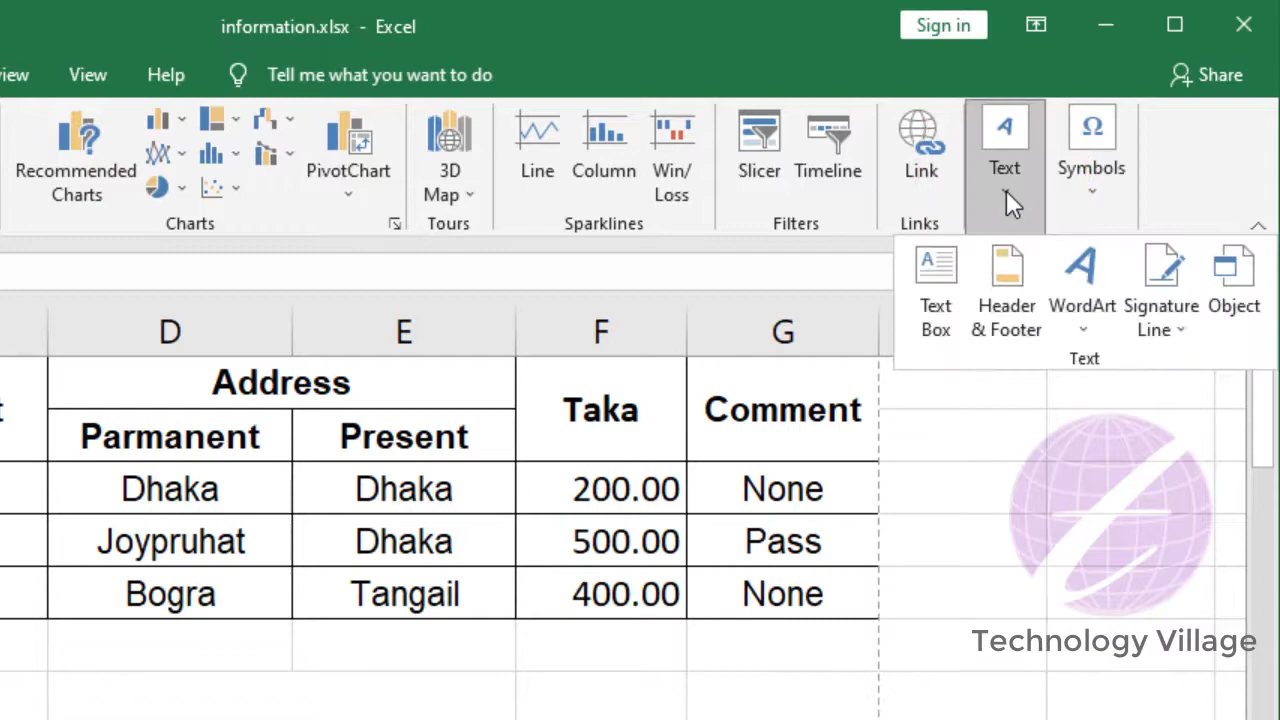 information.xlsx - Excel
Sign in
View
Help
Tell me what you want to do
Share
Recommended
Charts
PivotChart
3D
Map
Line
Column
Win/
Loss
Slicer
Timeline
Link
Text
Symbols
Charts
Tours
Sparklines
Filters
Links
Text
Box
Header
& Footer
WordArt
Signature
Line
Object
Text
D E F G
Address
Taka
Comment
Parmanent Present
Dhaka Dhaka 200.00 None
Joypruhat Dhaka 500.00 Pass
Bogra Tangail 400.00 None
Technology Village